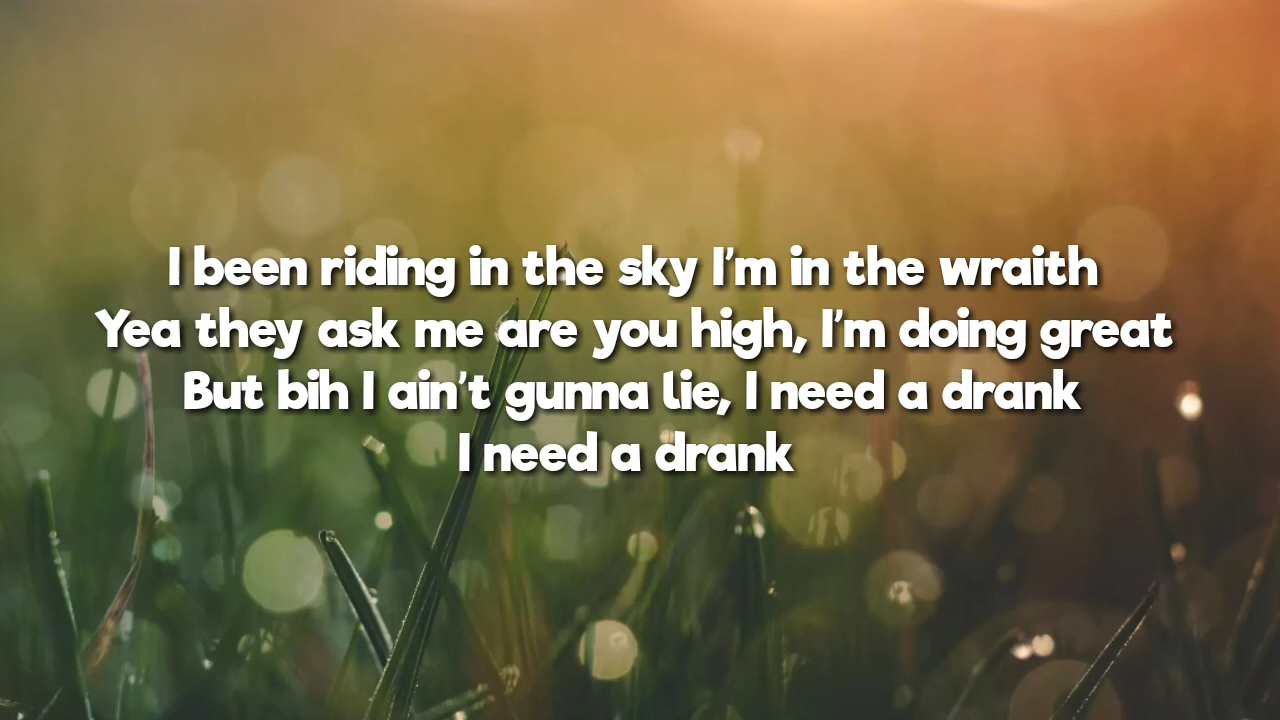 I been riding in the sky I'm in the wraith
Yea they ask me are you high, I'm doing great
But bih I ain't gunna lie, I need a drank
I need a drank